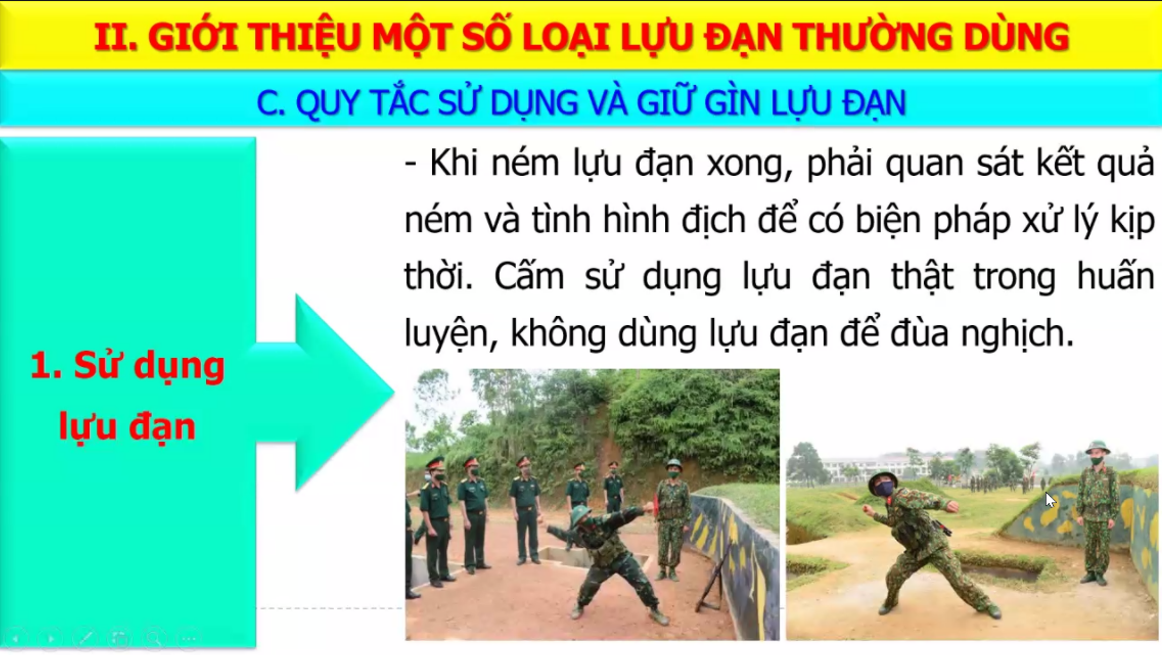 II. GIỚI THIỆU MỘT SỐ LOẠI LỰU ĐẠN THƯỜNG DÙNG
C. QUY TẮC SỬ DỤNG VÀ GIỮ GÌN LỰU ĐẠN
1. Sử dụng
lựu đạn
- Khi ném lựu đạn xong, phải quan sát kết quả
ném và tình hình địch để có biện pháp xử lý kịp
thời. Cấm sử dụng lựu đạn thật trong huấn
luyện, không dùng lựu đạn để đùa nghịch.